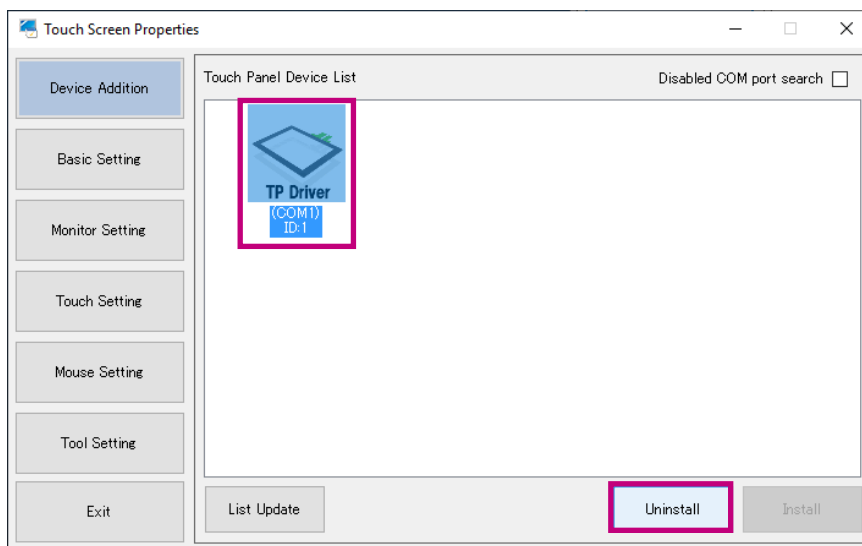 Touch Screen Properties
Device Addition
Basic Setting
Monitor Setting
Touch Setting
Mouse Setting
Tool Setting
Exit
Touch Panel Device List
Disabled COM port search
TP Driver
(COM1)
ID:1
List Update
Uninstall
Install